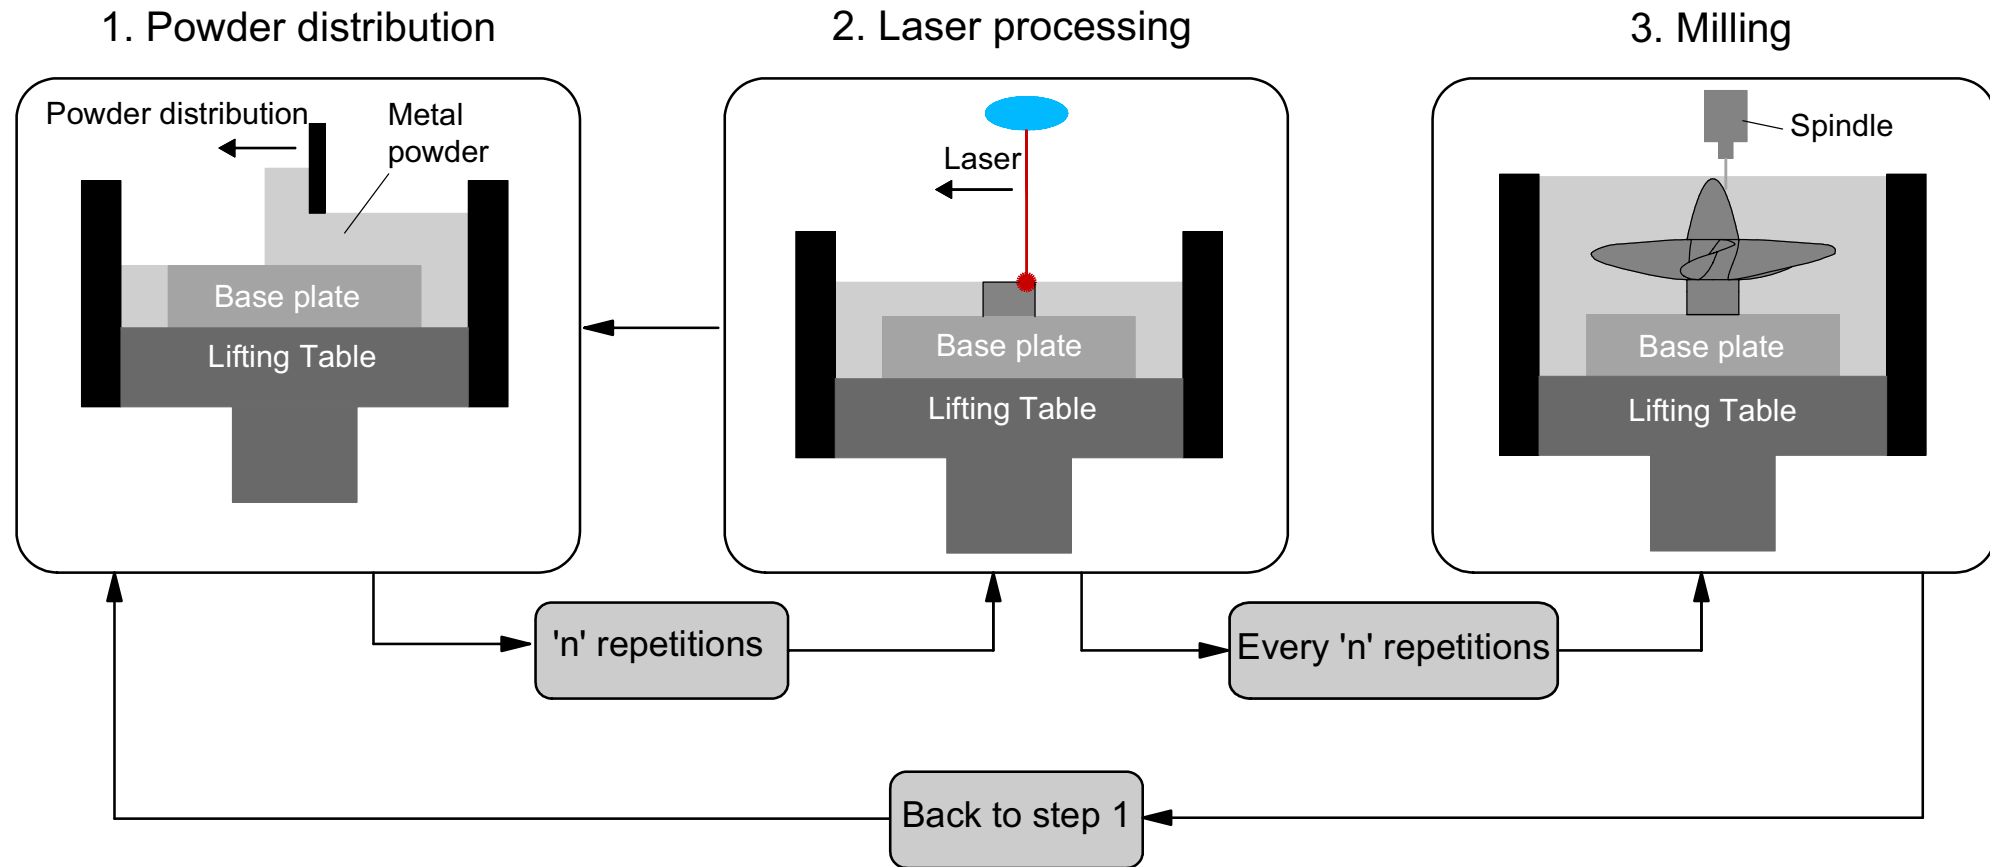 1. Powder distribution
2. Laser processing
3. Milling
Powder distribution
Metal
powder
Base plate
Lifting Table
Laser
Base plate
Lifting Table
Spindle
Base plate
Lifting Table
'n' repetitions
Every 'n' repetitions
Back to step 1